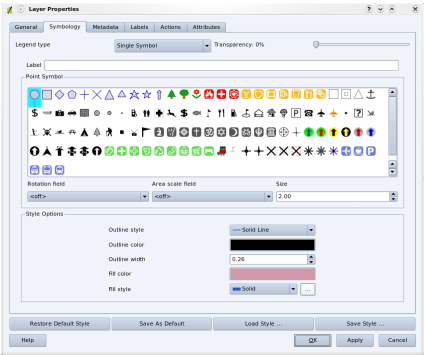 Layer Properties
General Symbology Metadata Labels Actions Attributes
Legend type Single Symbol Transparency: 0%
Label
Point Symbol
Rotation field Area scale field Size
<off> <off> 2.00
Style Options
Outline style Solid Line
Outline color
Outline width 0.26
Fill color
Fill style Solid ...
Restore Default Style Save As Default Load Style ... Save Style ...
Help OK Apply Cancel